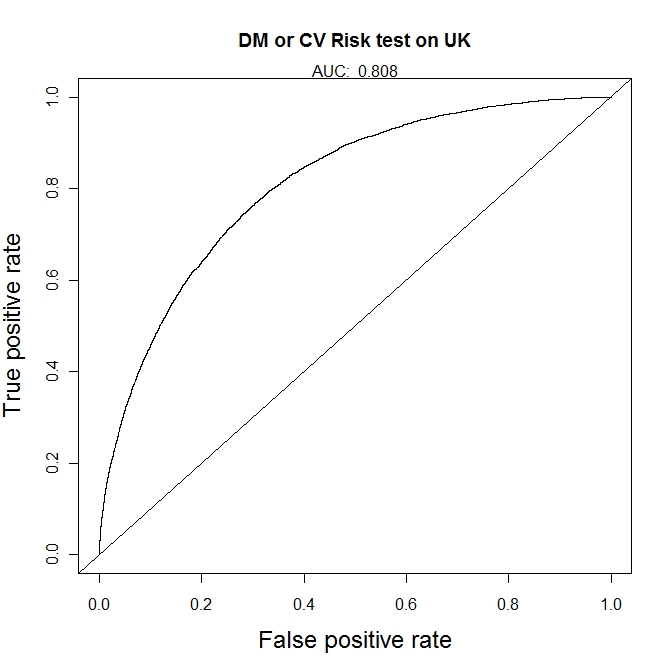 DM or CV Risk test on UK
AUC: 0.808
True positive rate
1.0
0.8
0.6
0.4
0.2
0.0
0.0 0.2 0.4 0.6 0.8 1.0
False positive rate